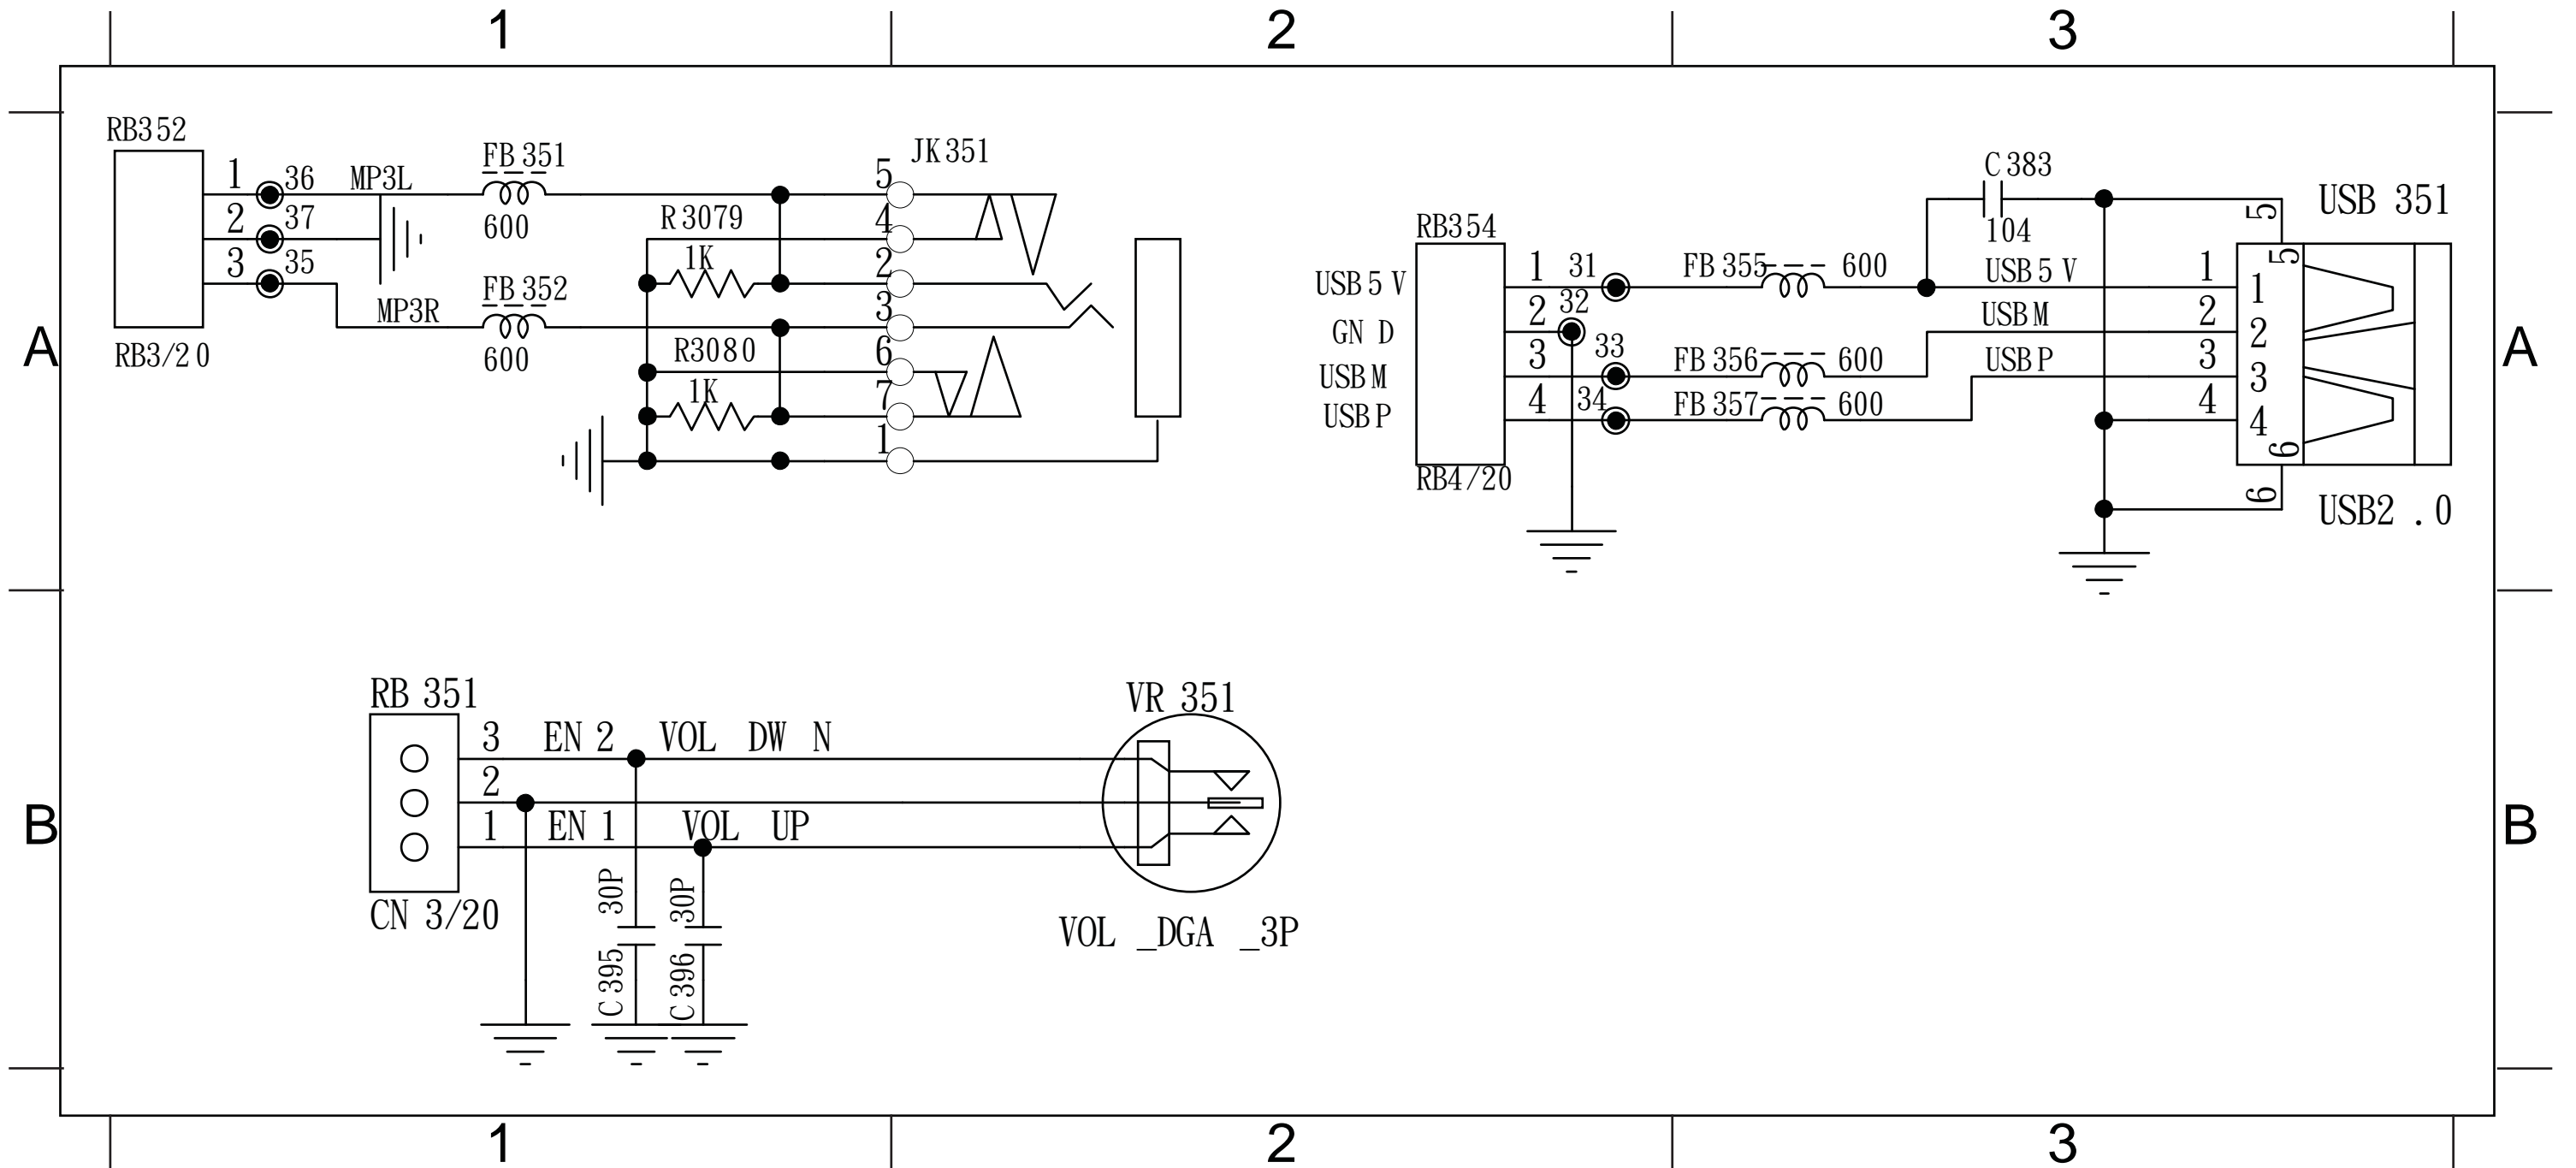 1 2 3
A A
RB352
1 36 MP3L
2 37
3 35
MP3R
RB3/20
FB351
600
FB352
600
R3079
1K
R3080
1K
JK351
5
4
2
3
6
7
1
RB354
USB5V 1 31 FB355 600
GND 2 32
USBM 3 33 FB356 600
USBP 4 34 FB357 600
RB4/20
C383
104
USB5V 1 1
USBM 2 2
USBP 3 3
4 4
5 5
6 6
USB 351
USB2.0
B B
RB 351
3 EN2 VOL DWN
2
1 EN1 VOL UP
CN 3/20
30P
C395
30P
C396
VR 351
VOL_DGA_3P
1 2 3